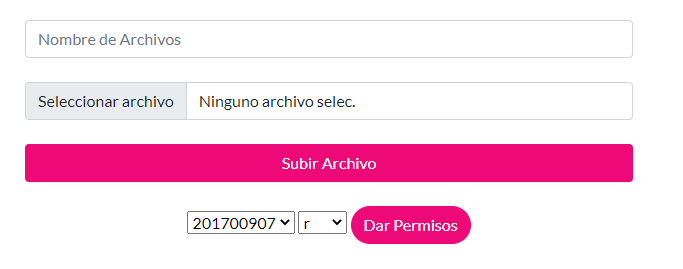 Nombre de Archivos
Seleccionar archivo Ninguno archivo selec.
Subir Archivo
201700907 r Dar Permisos